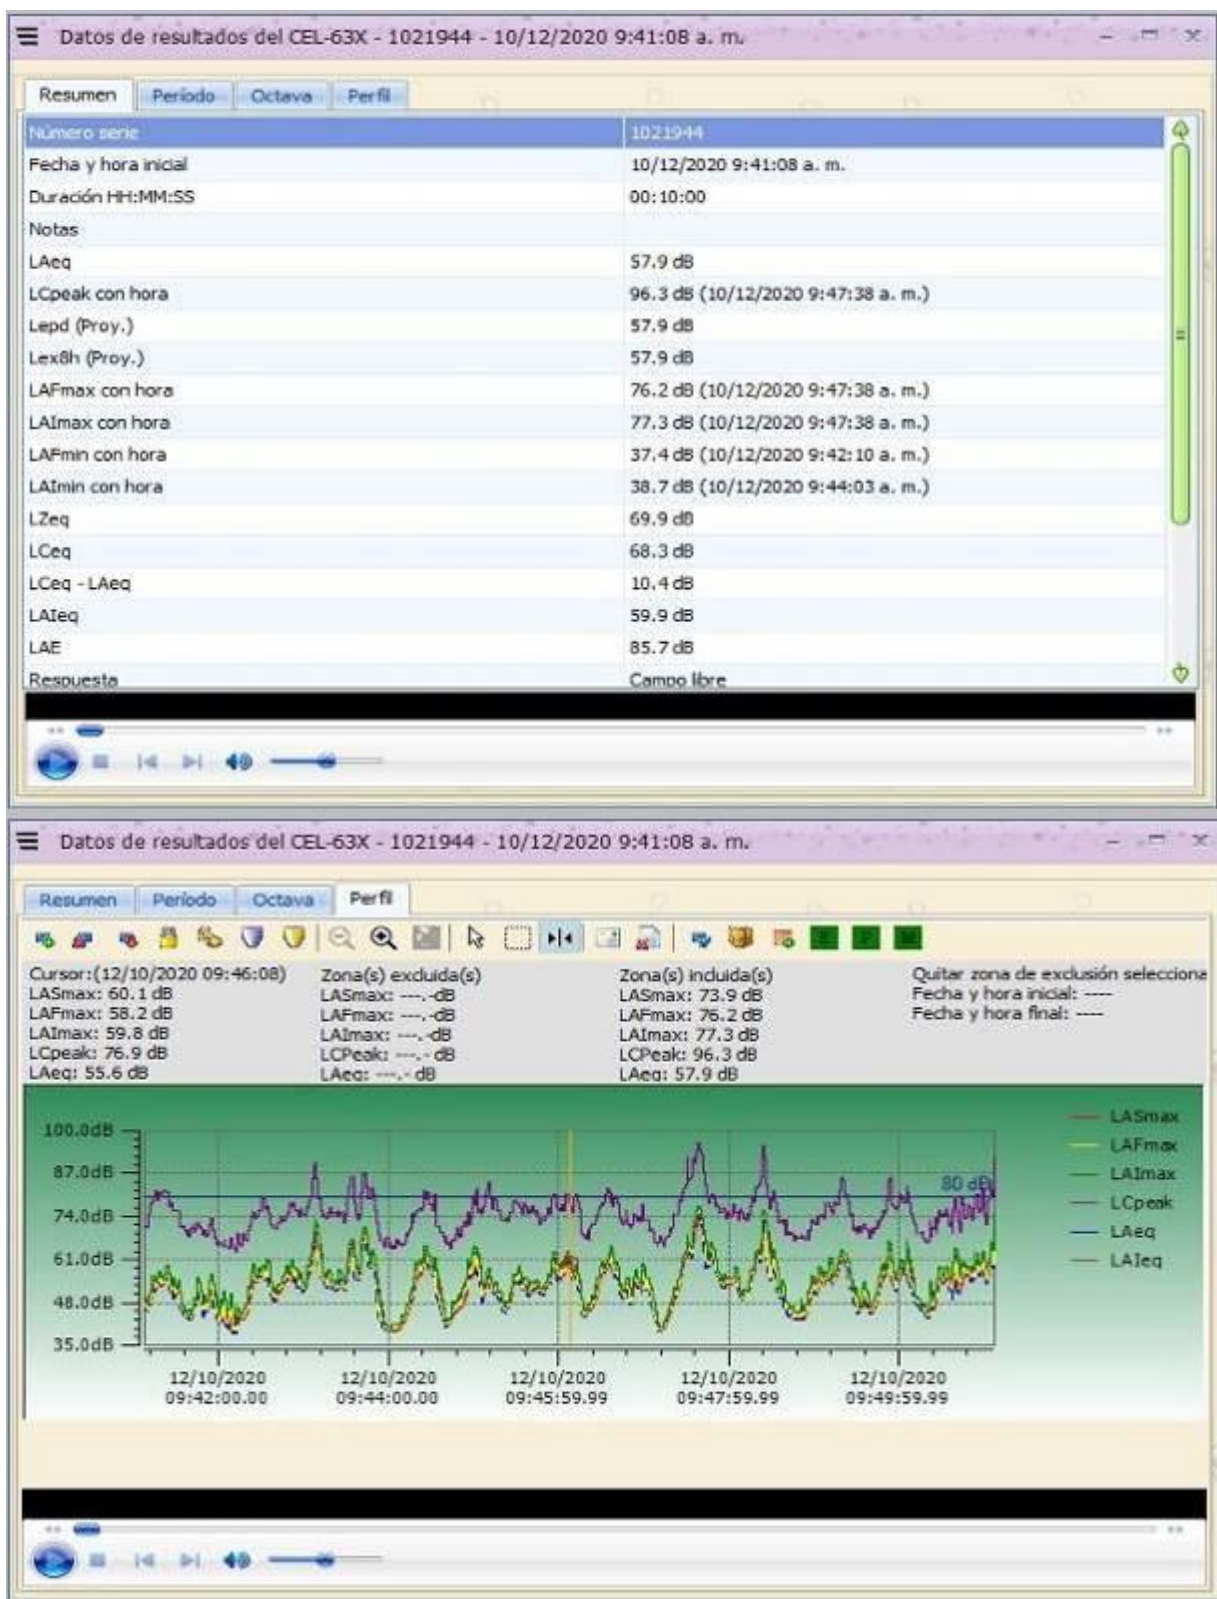 Datos de resultados del CEL-63X - 1021944 - 10/12/2020 9:41:08 a. m.
Resumen Período Octava Perfil
Número serie 1021944
Fecha y hora inicial 10/12/2020 9:41:08 a. m.
Duración HH:MM:SS 00:10:00
Notas
LAeq 57.9 dB
LCpeak con hora 96.3 dB (10/12/2020 9:47:38 a. m.)
Lepd (Proy.) 57.9 dB
Lex8h (Proy.) 57.9 dB
LAFmax con hora 76.2 dB (10/12/2020 9:47:38 a. m.)
LAImax con hora 77.3 dB (10/12/2020 9:47:38 a. m.)
LAFmin con hora 37.4 dB (10/12/2020 9:42:10 a. m.)
LAImin con hora 38.7 dB (10/12/2020 9:44:03 a. m.)
LZeq 69.9 dB
LCeq 68.3 dB
LCeq - LAeq 10.4 dB
LAIeq 59.9 dB
LAE 85.7 dB
Respuesta Campo libre
Datos de resultados del CEL-63X - 1021944 - 10/12/2020 9:41:08 a. m.
Resumen Período Octava Perfil
Cursor:(12/10/2020 09:46:08) Zona(s) excluida(s) Zona(s) incluida(s) Quitar zona de exclusión selecciona
LASmax: 60.1 dB LASmax: ---.-dB LASmax: 73.9 dB Fecha y hora inicial: ----
LAFmax: 58.2 dB LAFmax: ---.-dB LAFmax: 76.2 dB Fecha y hora final: ----
LAImax: 59.8 dB LAImax: ---.-dB LAImax: 77.3 dB
LCpeak: 76.9 dB LCPeak: ---.- dB LCPeak: 96.3 dB
LAeq: 55.6 dB LAeq: ---.- dB LAeq: 57.9 dB
100.0dB
87.0dB
74.0dB
61.0dB
48.0dB
35.0dB
80 dB
LASmax
LAFmax
LAImax
LCpeak
LAeq
LAIeq
12/10/2020 12/10/2020 12/10/2020 12/10/2020 12/10/2020
09:42:00.00 09:44:00.00 09:45:59.99 09:47:59.99 09:49:59.99